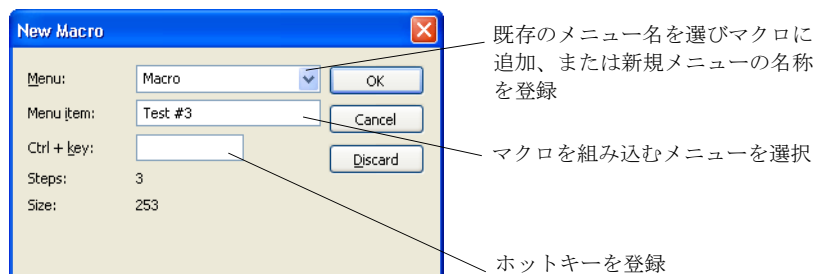 New Macro
既存のメニュー名を選びマクロに
追加、または新規メニューの名称
を登録
Menu:
Macro
OK
Menu item:
Test #3
Cancel
Ctrl + key:
Discard
マクロを組み込むメニューを選択
Steps:
3
Size:
253
ホットキーを登録